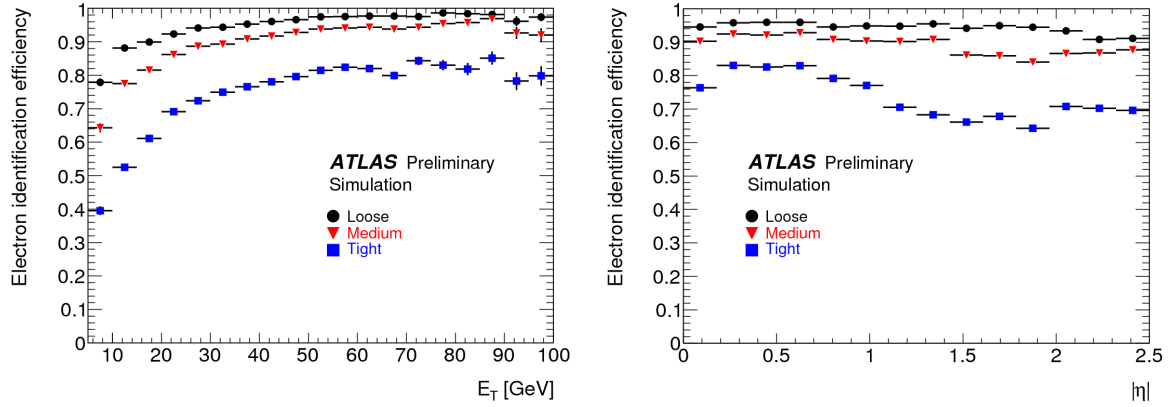 Electron identification efficiency
1
0.9
0.8
0.7
0.6
0.5
0.4
0.3
0.2
0.1
0
10 20 30 40 50 60 70 80 90 100
E_T [GeV]
ATLAS Preliminary
Simulation
Loose
Medium
Tight
Electron identification efficiency
1
0.9
0.8
0.7
0.6
0.5
0.4
0.3
0.2
0.1
0
0 0.5 1 1.5 2 2.5
|η|
ATLAS Preliminary
Simulation
Loose
Medium
Tight